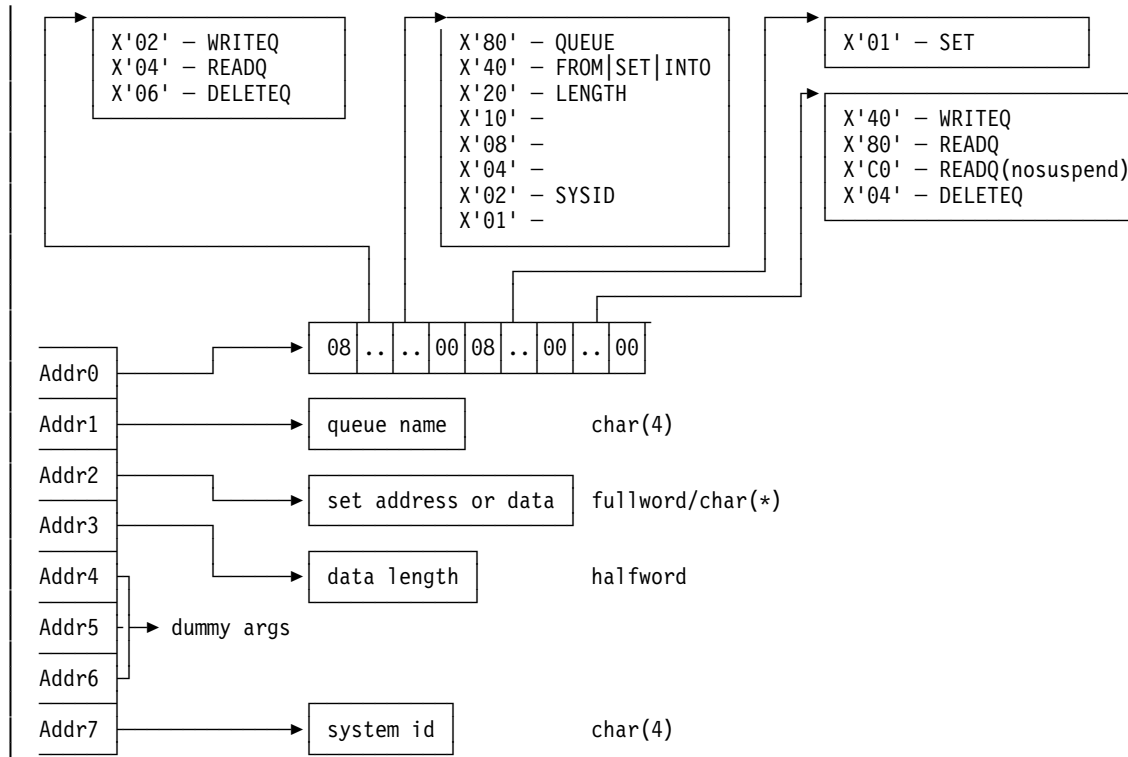 X'02' — WRITEQ
X'04' — READQ
X'06' — DELETEQ
X'80' — QUEUE
X'40' — FROM|SET|INTO
X'20' — LENGTH
X'10' —
X'08' —
X'04' —
X'02' — SYSID
X'01' —
X'01' — SET
X'40' — WRITEQ
X'80' — READQ
X'C0' — READQ(nosuspend)
X'04' — DELETEQ
08 .. .. 00 08 .. 00 .. 00
Addr0
Addr1 queue name char(4)
Addr2
set address or data fullword/char(*)
Addr3
Addr4 data length halfword
Addr5 dummy args
Addr6
Addr7 system id char(4)